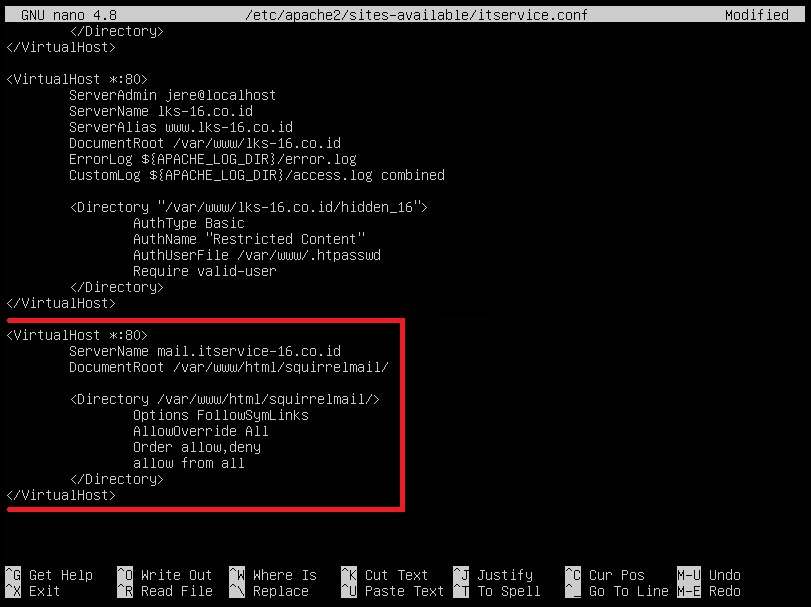 GNU nano 4.8 /etc/apache2/sites-available/itservice.conf Modified
</Directory>
</VirtualHost>
<VirtualHost *:80>
ServerAdmin jere@localhost
ServerName lks-16.co.id
ServerAlias www.lks-16.co.id
DocumentRoot /var/www/lks-16.co.id
ErrorLog ${APACHE_LOG_DIR}/error.log
CustomLog ${APACHE_LOG_DIR}/access.log combined
<Directory "/var/www/lks-16.co.id/hidden_16">
AuthType Basic
AuthName "Restricted Content"
AuthUserFile /var/www/.htpasswd
Require valid-user
</Directory>
</VirtualHost>
<VirtualHost *:80>
ServerName mail.itservice-16.co.id
DocumentRoot /var/www/html/squirrelmail/
<Directory /var/www/html/squirrelmail/>
Options FollowSymLinks
AllowOverride All
Order allow,deny
allow from all
</Directory>
</VirtualHost>
^G Get Help ^O Write Out ^W Where Is ^K Cut Text ^J Justify ^C Cur Pos M-U Undo
^X Exit ^R Read File ^\ Replace ^U Paste Text ^T To Spell ^_ Go To Line M-E Redo